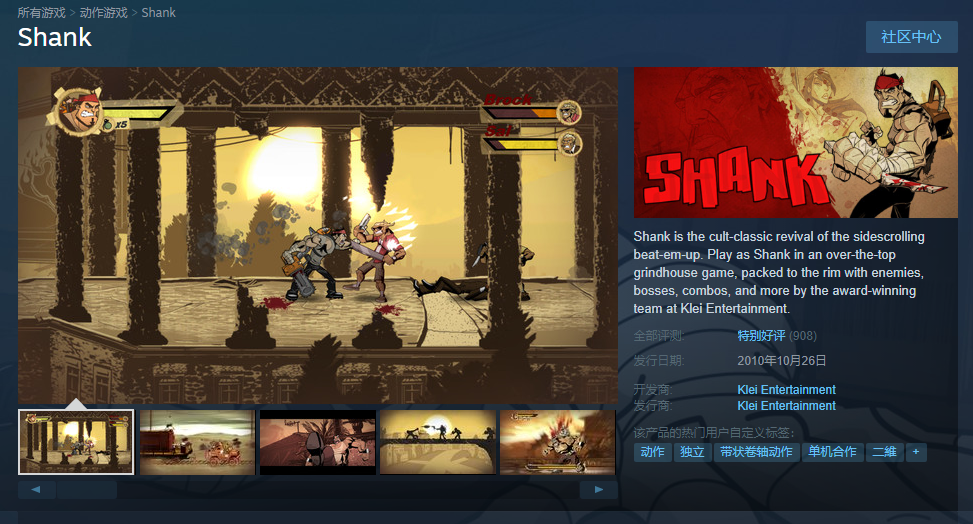 所有游戏 > 动作游戏 > Shank
Shank
社区中心
x5
Brock
SHANK
Shank is the cult-classic revival of the sidescrolling
beat-em-up. Play as Shank in an over-the-top
grindhouse game, packed to the rim with enemies,
bosses, combos, and more by the award-winning
team at Klei Entertainment.
全部评测: 特别好评 (908)
发行日期: 2010年10月26日
开发商: Klei Entertainment
发行商: Klei Entertainment
该产品的热门用户自定义标签:
动作 独立 带状卷轴动作 单机合作 二維 +